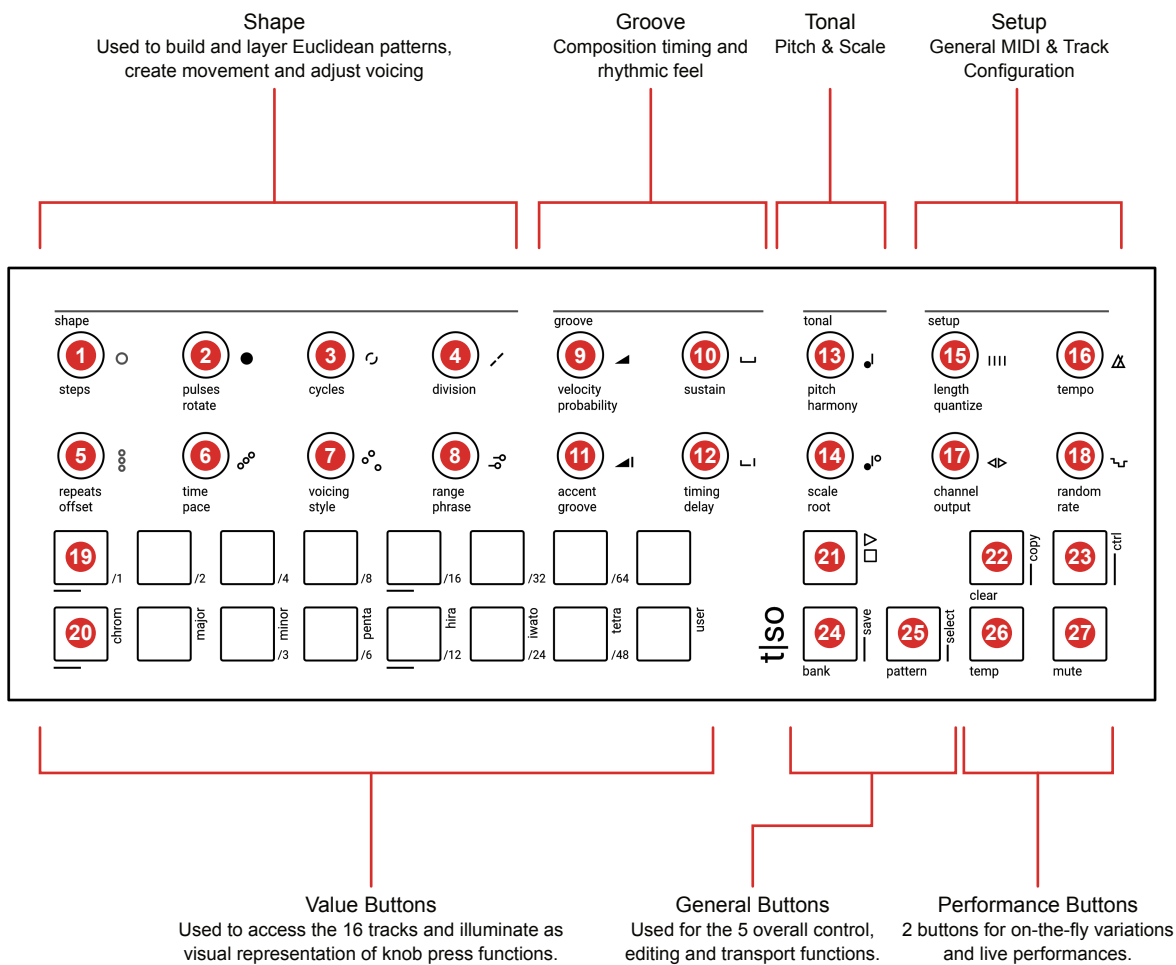 Shape
Used to build and layer Euclidean patterns,
create movement and adjust voicing
Groove
Composition timing and
rhythmic feel
Tonal
Pitch & Scale
Setup
General MIDI & Track
Configuration
shape
groove
tonal
setup
1 2 3 4 9 10 13 15 16
steps pulses cycles division velocity sustain pitch length tempo
rotate probability harmony quantize
5 6 7 8 11 12 14 17 18
repeats time voicing range accent timing scale channel random
offset pace style phrase groove delay root output rate
19 /1 /2 /4 /8 /16 /32 /64 21 22 copy 23 ctrl
clear
20 chrom major minor penta hira iwato tetra user t|so 24 save 25 select 26 27
/3 /6 /12 /24 /48
bank pattern temp mute
Value Buttons
Used to access the 16 tracks and illuminate as
visual representation of knob press functions.
General Buttons
Used for the 5 overall control,
editing and transport functions.
Performance Buttons
2 buttons for on-the-fly variations
and live performances.